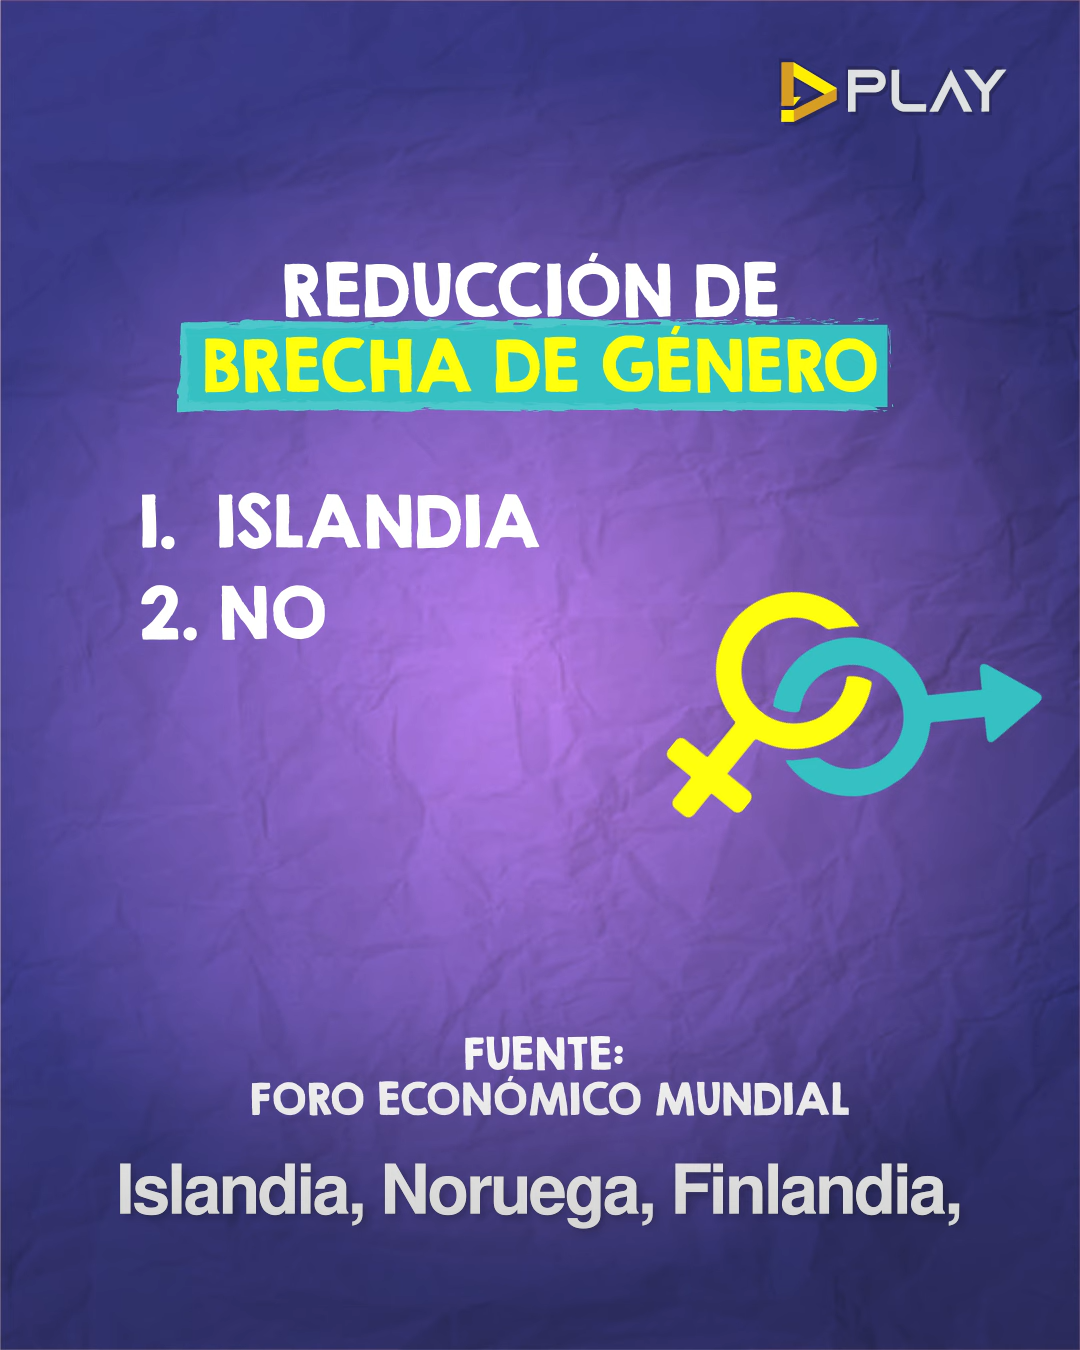 PLAY
REDUCCIÓN DE
BRECHA DE GÉNERO
1. ISLANDIA
2. NO
FUENTE:
FORO ECONÓMICO MUNDIAL
Islandia, Noruega, Finlandia,